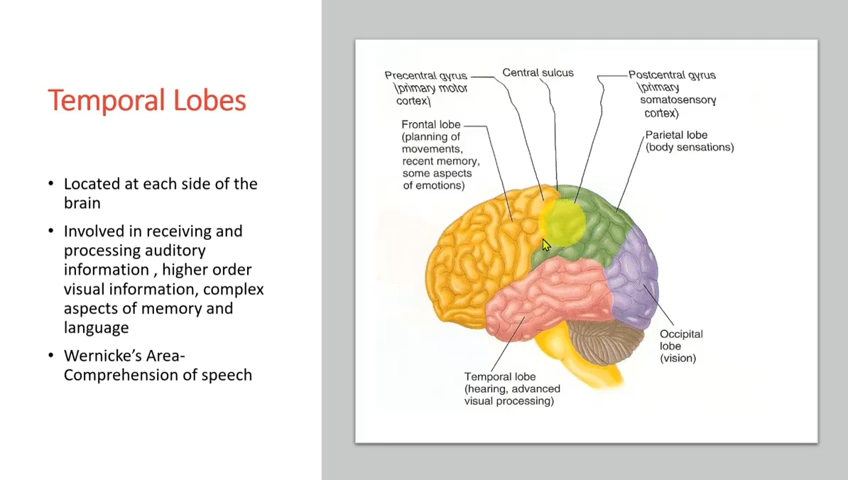 Temporal Lobes
• Located at each side of the
brain
• Involved in receiving and
processing auditory
information , higher order
visual information, complex
aspects of memory and
language
• Wernicke's Area-
Comprehension of speech
Precentral gyrus
(primary motor
cortex)
Central sulcus
Postcentral gyrus
(primary
somatosensory
cortex)
Frontal lobe
(planning of
movements,
recent memory,
some aspects
of emotions)
Parietal lobe
(body sensations)
Occipital
lobe
(vision)
Temporal lobe
(hearing, advanced
visual processing)